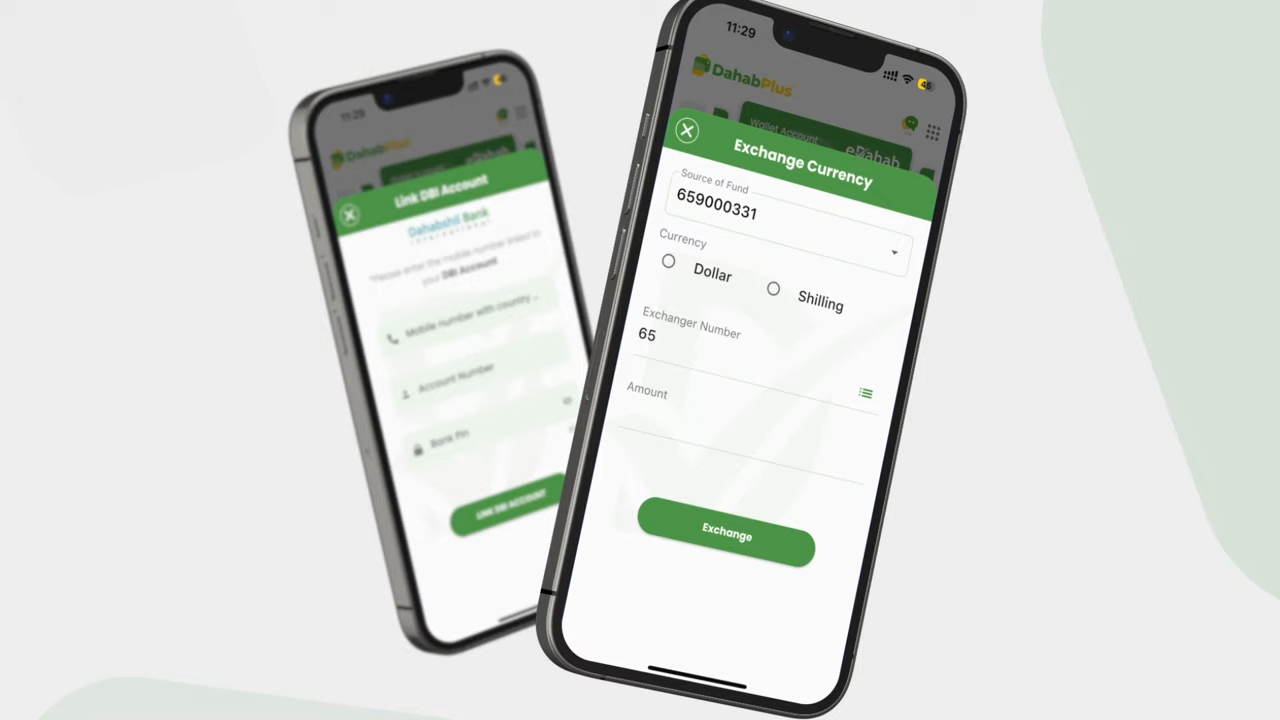 11:29
DahabPlus
Link DBI Account
Dahabshil Bank
International
*Please enter the mobile number linked to
your DBI Account
Mobile number with country ..
Account Number
Bank Pin
LINK DBI ACCOUNT
11:29
45
DahabPlus
Wallet Account
eDahab
Exchange Currency
Source of Fund
659000331
Currency
Dollar
Shilling
Exchanger Number
65
Amount
Exchange